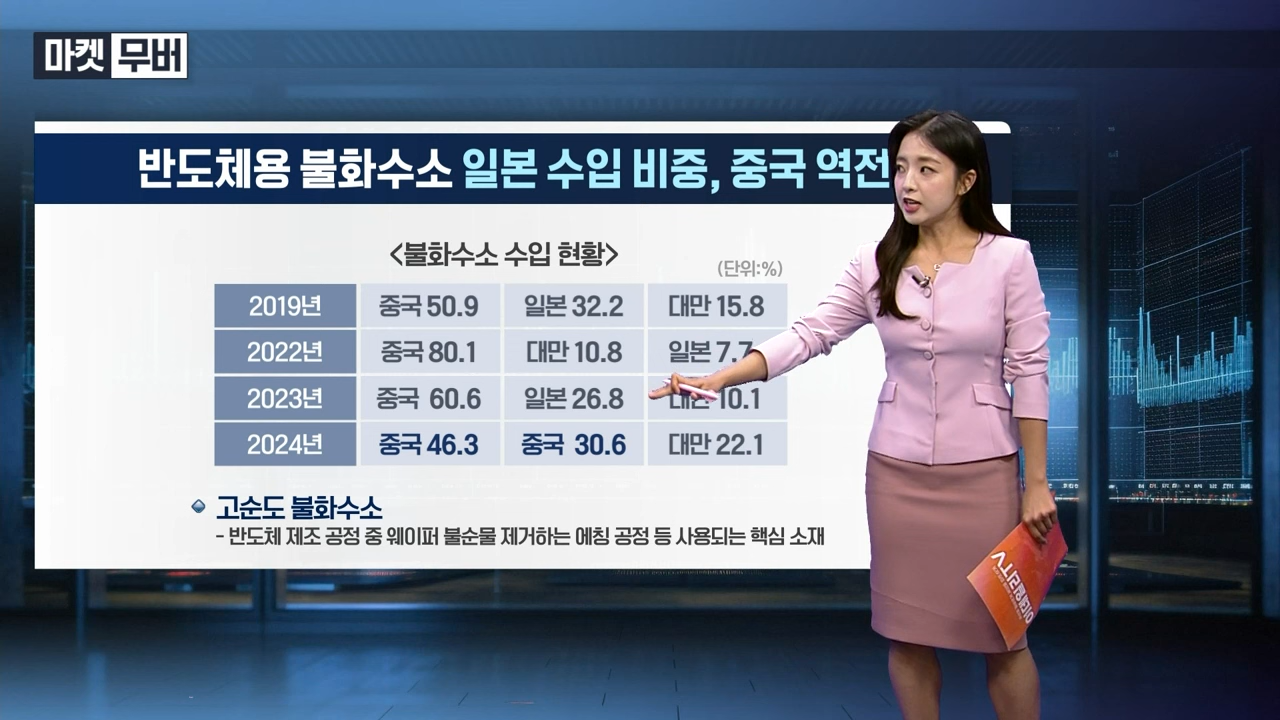 마켓 무버
반도체용 불화수소 일본 수입 비중, 중국 역전
<불화수소 수입 현황>
(단위:%)
2019년 중국 50.9 일본 32.2 대만 15.8
2022년 중국 80.1 대만 10.8 일본 7.7
2023년 중국 60.6 일본 26.8 대만 10.1
2024년 중국 46.3 중국 30.6 대만 22.1
고순도 불화수소
- 반도체 제조 공정 중 웨이퍼 불순물 제거하는 에칭 공정 등 사용되는 핵심 소재
이데일리TV